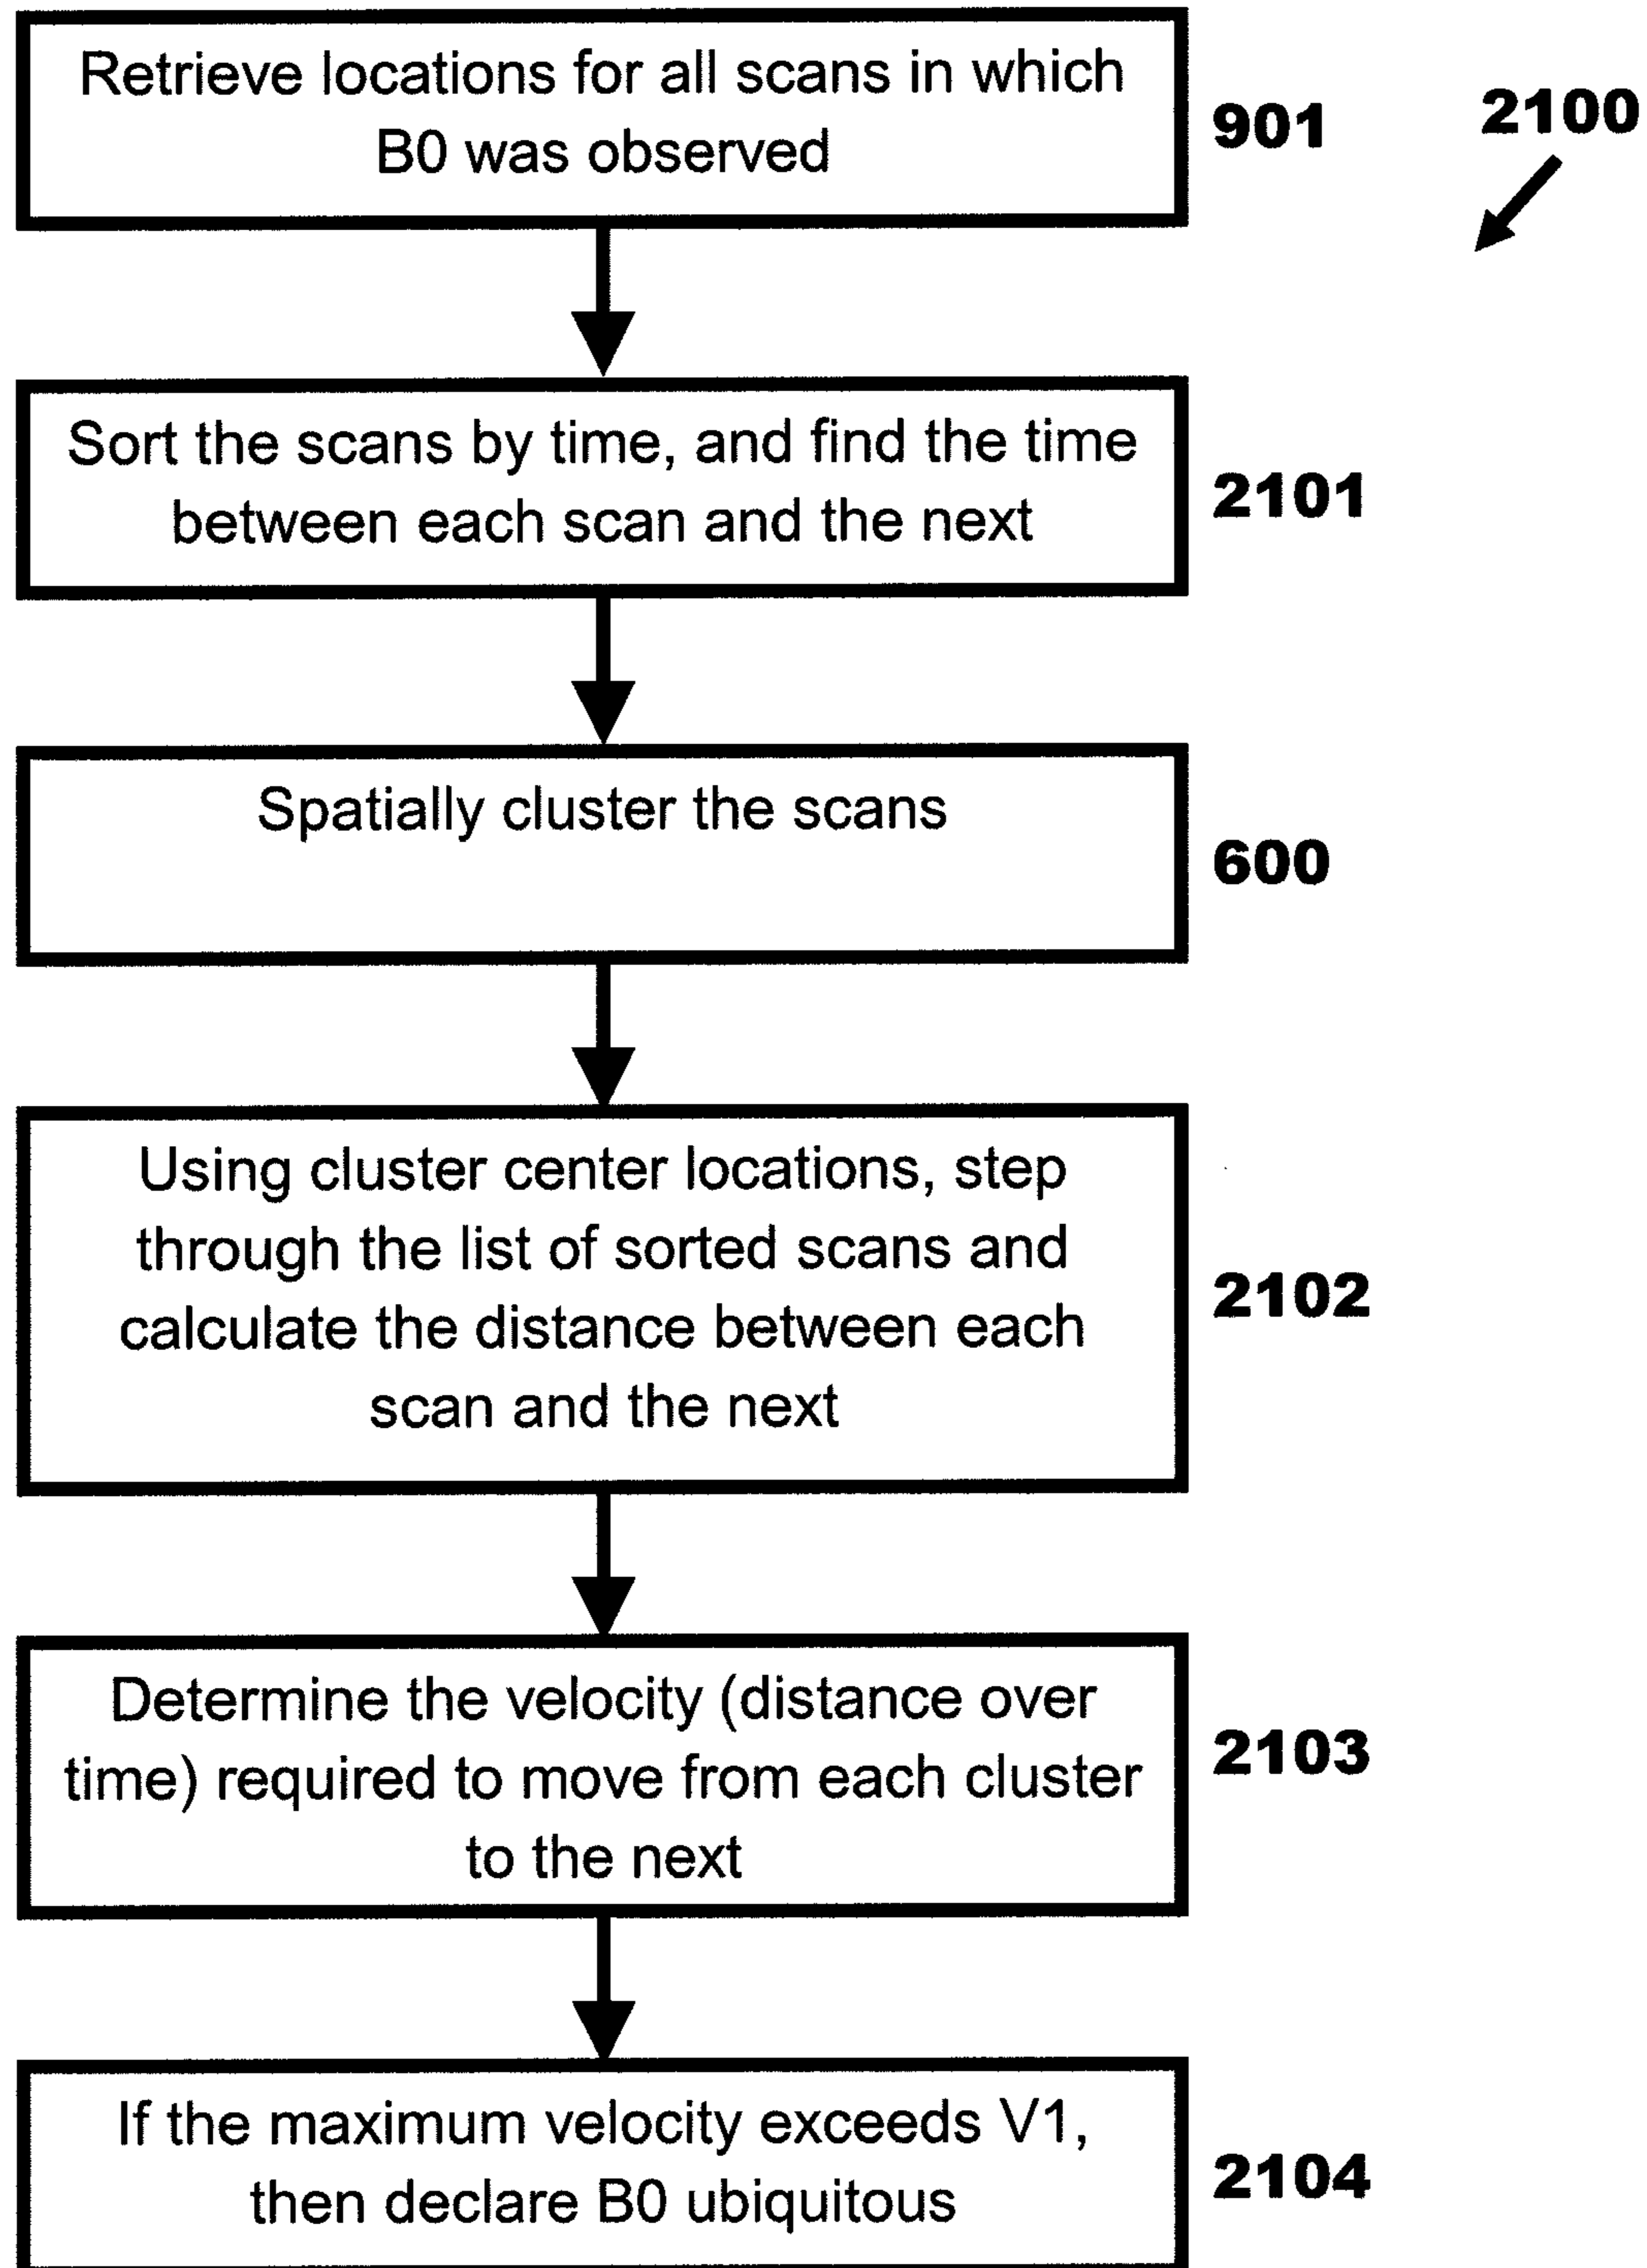 Retrieve locations for all scans in which
B0 was observed
901
2100
Sort the scans by time, and find the time
between each scan and the next
2101
Spatially cluster the scans
600
Using cluster center locations, step
through the list of sorted scans and
calculate the distance between each
scan and the next
2102
Determine the velocity (distance over
time) required to move from each cluster
to the next
2103
If the maximum velocity exceeds V1,
then declare B0 ubiquitous
2104